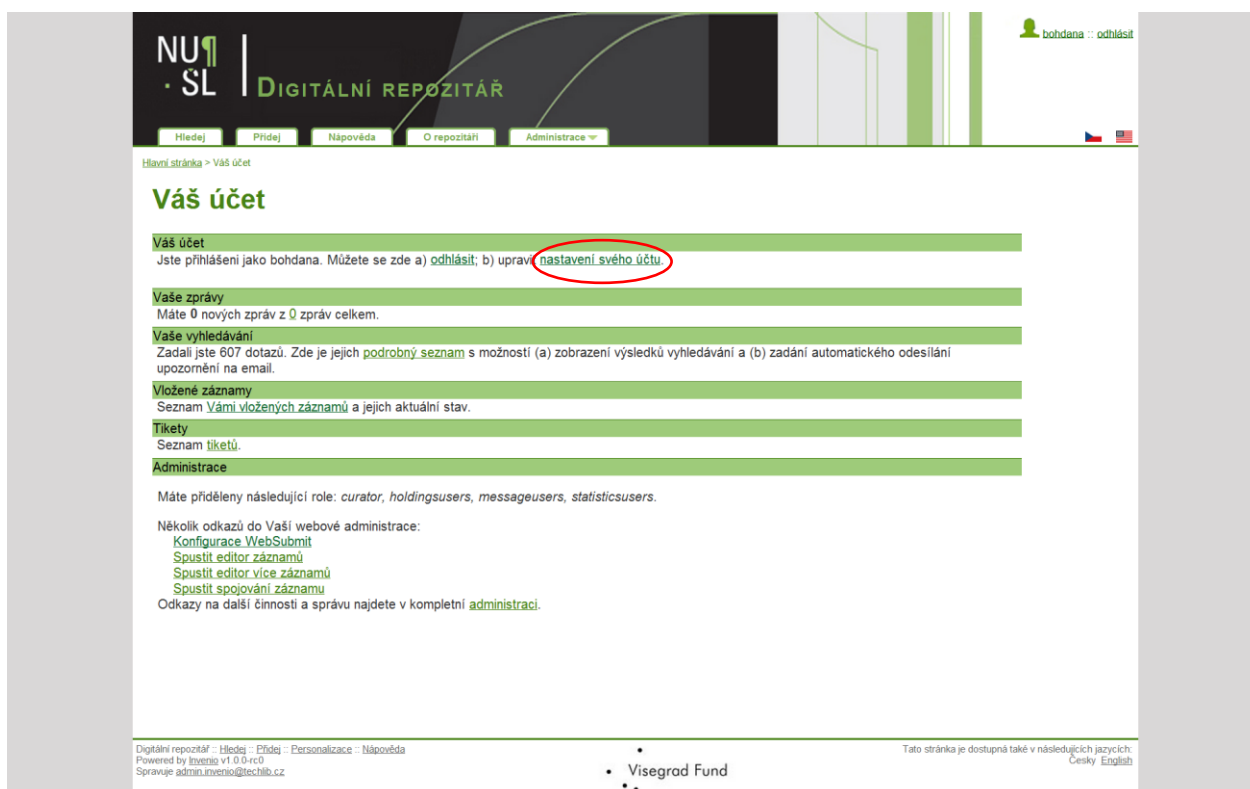 NU¶
· ŠL
DIGITÁLNÍ REPOZITÁŘ
bohdana :: odhlásit
Hledej Přidej Nápověda O repozitáři Administrace
Hlavní stránka > Váš účet
Váš účet
Váš účet
Jste přihlášeni jako bohdana. Můžete se zde a) odhlásit; b) upravit nastavení svého účtu.
Vaše zprávy
Máte 0 nových zpráv z 0 zpráv celkem.
Vaše vyhledávání
Zadali jste 607 dotazů. Zde je jejich podrobný seznam s možností (a) zobrazení výsledků vyhledávání a (b) zadání automatického odesílání
upozornění na email.
Vložené záznamy
Seznam Vámi vložených záznamů a jejich aktuální stav.
Tikety
Seznam tiketů.
Administrace
Máte přiděleny následující role: curator, holdingsusers, messageusers, statisticsusers.
Několik odkazů do Vaší webové administrace:
Konfigurace WebSubmit
Spustit editor záznamů
Spustit editor více záznamů
Spustit spojování záznamu
Odkazy na další činnosti a správu najdete v kompletní administraci.
Digitální repozitář :: Hledej :: Přidej :: Personalizace :: Nápověda
Powered by Invenio v1.0.0-rc0
Spravuje admin.invenio@techlib.cz
Visegrad Fund
Tato stránka je dostupná také v následujících jazycích:
Česky English